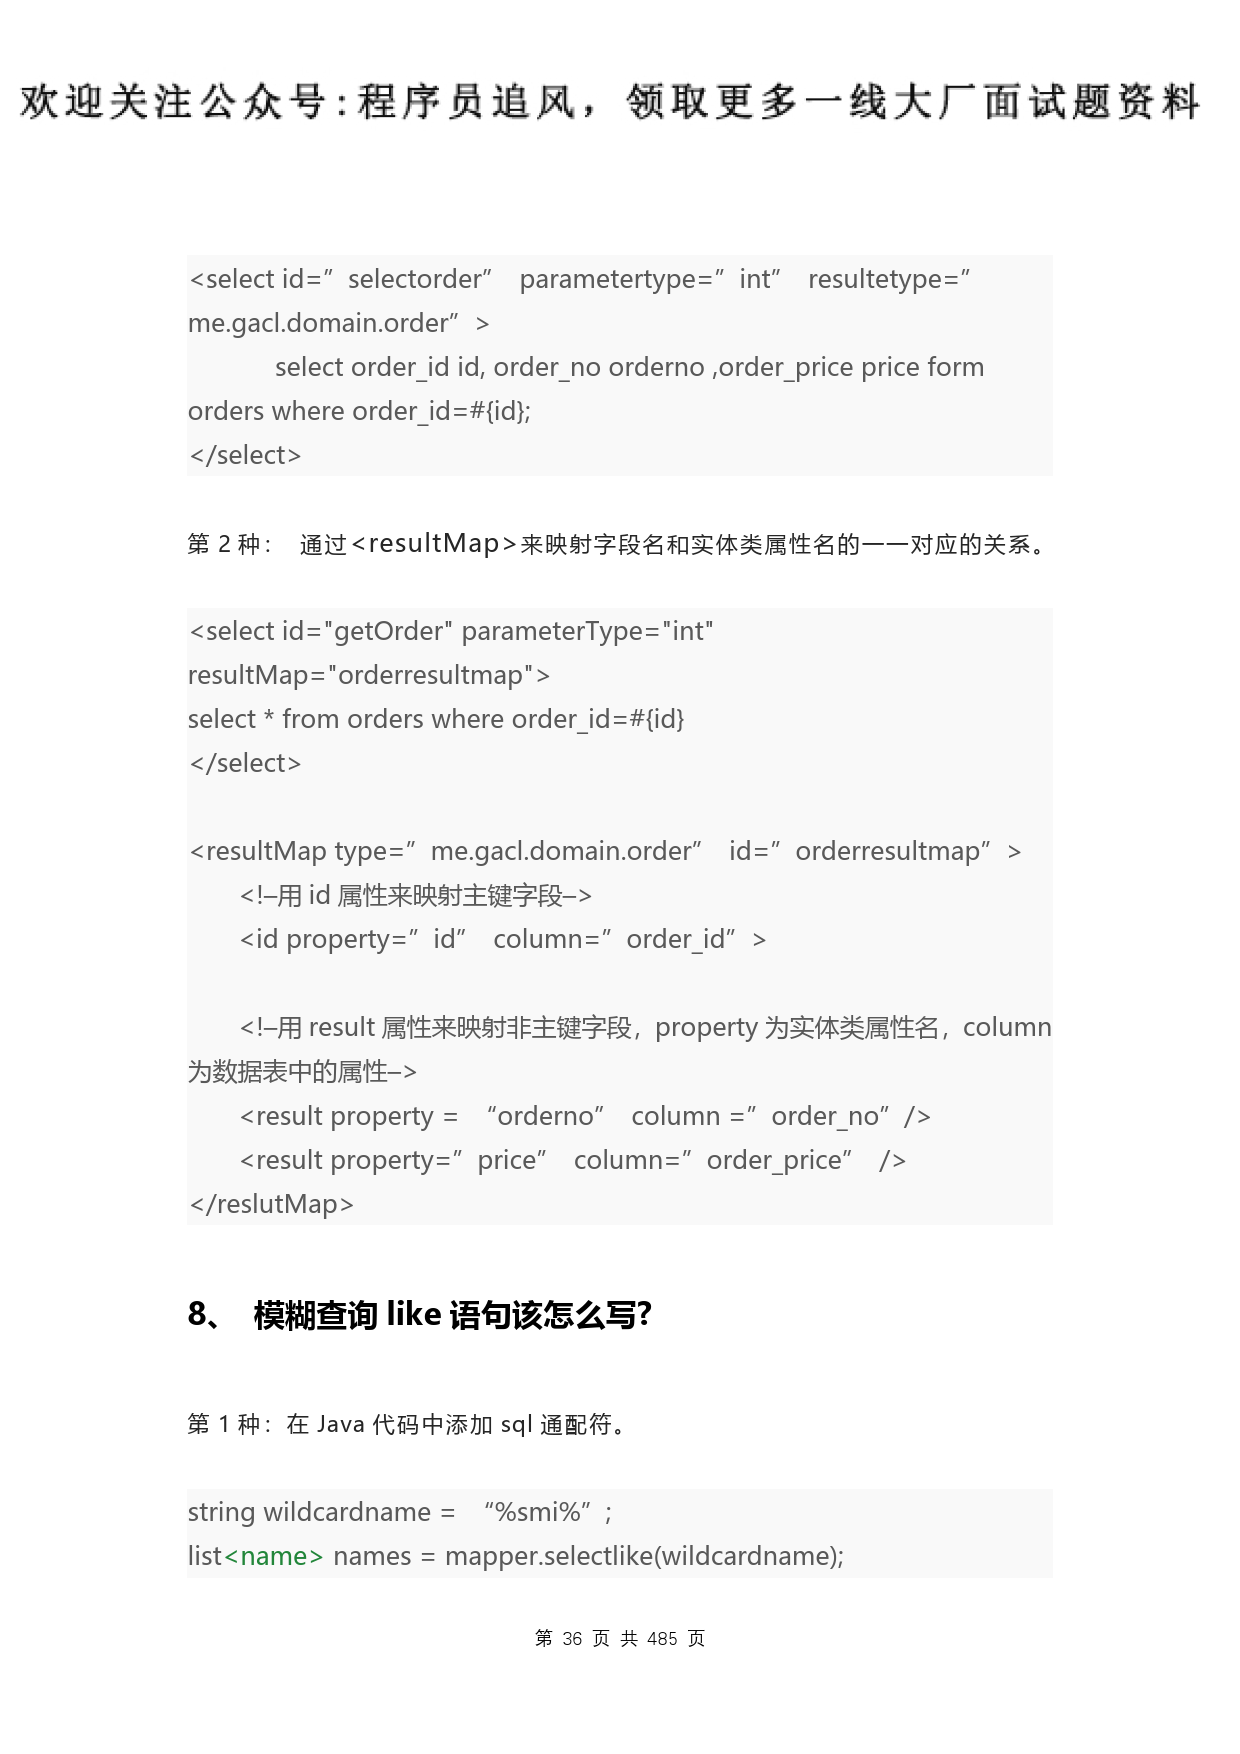 欢迎关注公众号:程序员追风，领取更多一线大厂面试题资料
<select id=”selectorder” parametertype=”int” resultetype=”
me.gacl.domain.order”>
select order_id id, order_no orderno ,order_price price form
orders where order_id=#{id};
</select>
第 2 种： 通过<resultMap>来映射字段名和实体类属性名的一一对应的关系。
<select id="getOrder" parameterType="int"
resultMap="orderresultmap">
select * from orders where order_id=#{id}
</select>
<resultMap type=”me.gacl.domain.order” id=”orderresultmap”>
<!–用 id 属性来映射主键字段–>
<id property=”id” column=”order_id”>
<!–用 result 属性来映射非主键字段，property 为实体类属性名，column
为数据表中的属性–>
<result property = “orderno” column =”order_no”/>
<result property=”price” column=”order_price” />
</reslutMap>
8、 模糊查询 like 语句该怎么写?
第 1 种：在 Java 代码中添加 sql 通配符。
string wildcardname = “%smi%”;
list<name> names = mapper.selectlike(wildcardname);
第 36 页 共 485 页